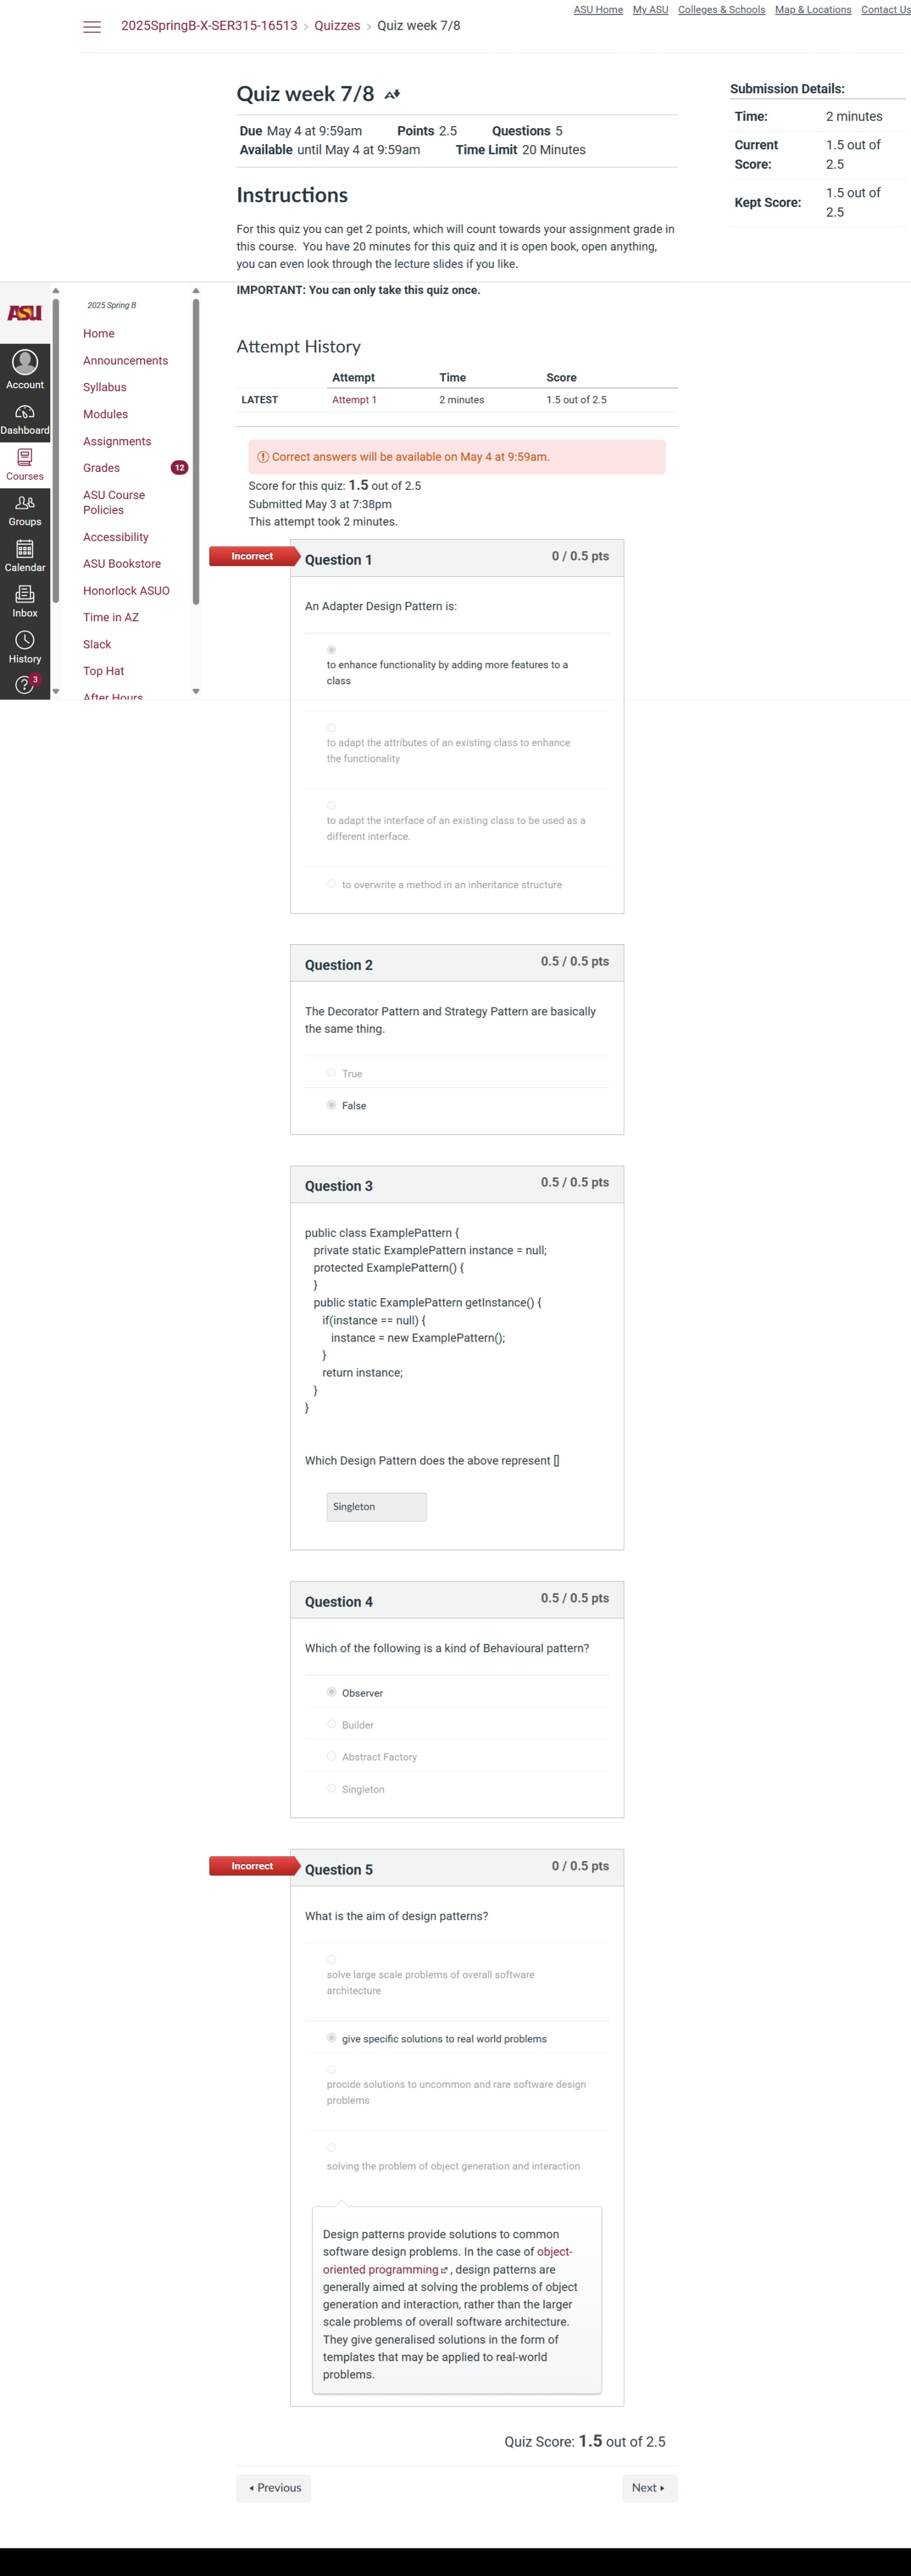 ASU Home My ASU Colleges & Schools Map & Locations Contact Us
2025SpringB-X-SER315-16513 › Quizzes › Quiz week 7/8
Quiz week 7/8
Due May 4 at 9:59am Points 2.5 Questions 5
Available until May 4 at 9:59am Time Limit 20 Minutes
Submission Details:
Time: 2 minutes
Current Score: 1.5 out of 2.5
Kept Score: 1.5 out of 2.5
Instructions
For this quiz you can get 2 points, which will count towards your assignment grade in
this course. You have 20 minutes for this quiz and it is open book, open anything,
you can even look through the lecture slides if you like.
IMPORTANT: You can only take this quiz once.
ASU
Account
Dashboard
Courses
Groups
Calendar
Inbox
History
3
2025 Spring B
Home
Announcements
Syllabus
Modules
Assignments
Grades 12
ASU Course
Policies
Accessibility
ASU Bookstore
Honorlock ASUO
Time in AZ
Slack
Top Hat
After Hours
Attempt History
Attempt Time Score
LATEST Attempt 1 2 minutes 1.5 out of 2.5
Correct answers will be available on May 4 at 9:59am.
Score for this quiz: 1.5 out of 2.5
Submitted May 3 at 7:38pm
This attempt took 2 minutes.
Incorrect
Question 1 0 / 0.5 pts
An Adapter Design Pattern is:
to enhance functionality by adding more features to a
class
to adapt the attributes of an existing class to enhance
the functionality
to adapt the interface of an existing class to be used as a
different interface.
to overwrite a method in an inheritance structure
Question 2 0.5 / 0.5 pts
The Decorator Pattern and Strategy Pattern are basically
the same thing.
True
False
Question 3 0.5 / 0.5 pts
public class ExamplePattern {
private static ExamplePattern instance = null;
protected ExamplePattern() {
}
public static ExamplePattern getInstance() {
if(instance == null) {
instance = new ExamplePattern();
}
return instance;
}
}
Which Design Pattern does the above represent []
Singleton
Question 4 0.5 / 0.5 pts
Which of the following is a kind of Behavioural pattern?
Observer
Builder
Abstract Factory
Singleton
Incorrect
Question 5 0 / 0.5 pts
What is the aim of design patterns?
solve large scale problems of overall software
architecture
give specific solutions to real world problems
procide solutions to uncommon and rare software design
problems
solving the problem of object generation and interaction
Design patterns provide solutions to common
software design problems. In the case of object-
oriented programming, design patterns are
generally aimed at solving the problems of object
generation and interaction, rather than the larger
scale problems of overall software architecture.
They give generalised solutions in the form of
templates that may be applied to real-world
problems.
Quiz Score: 1.5 out of 2.5
◂ Previous
Next ▸